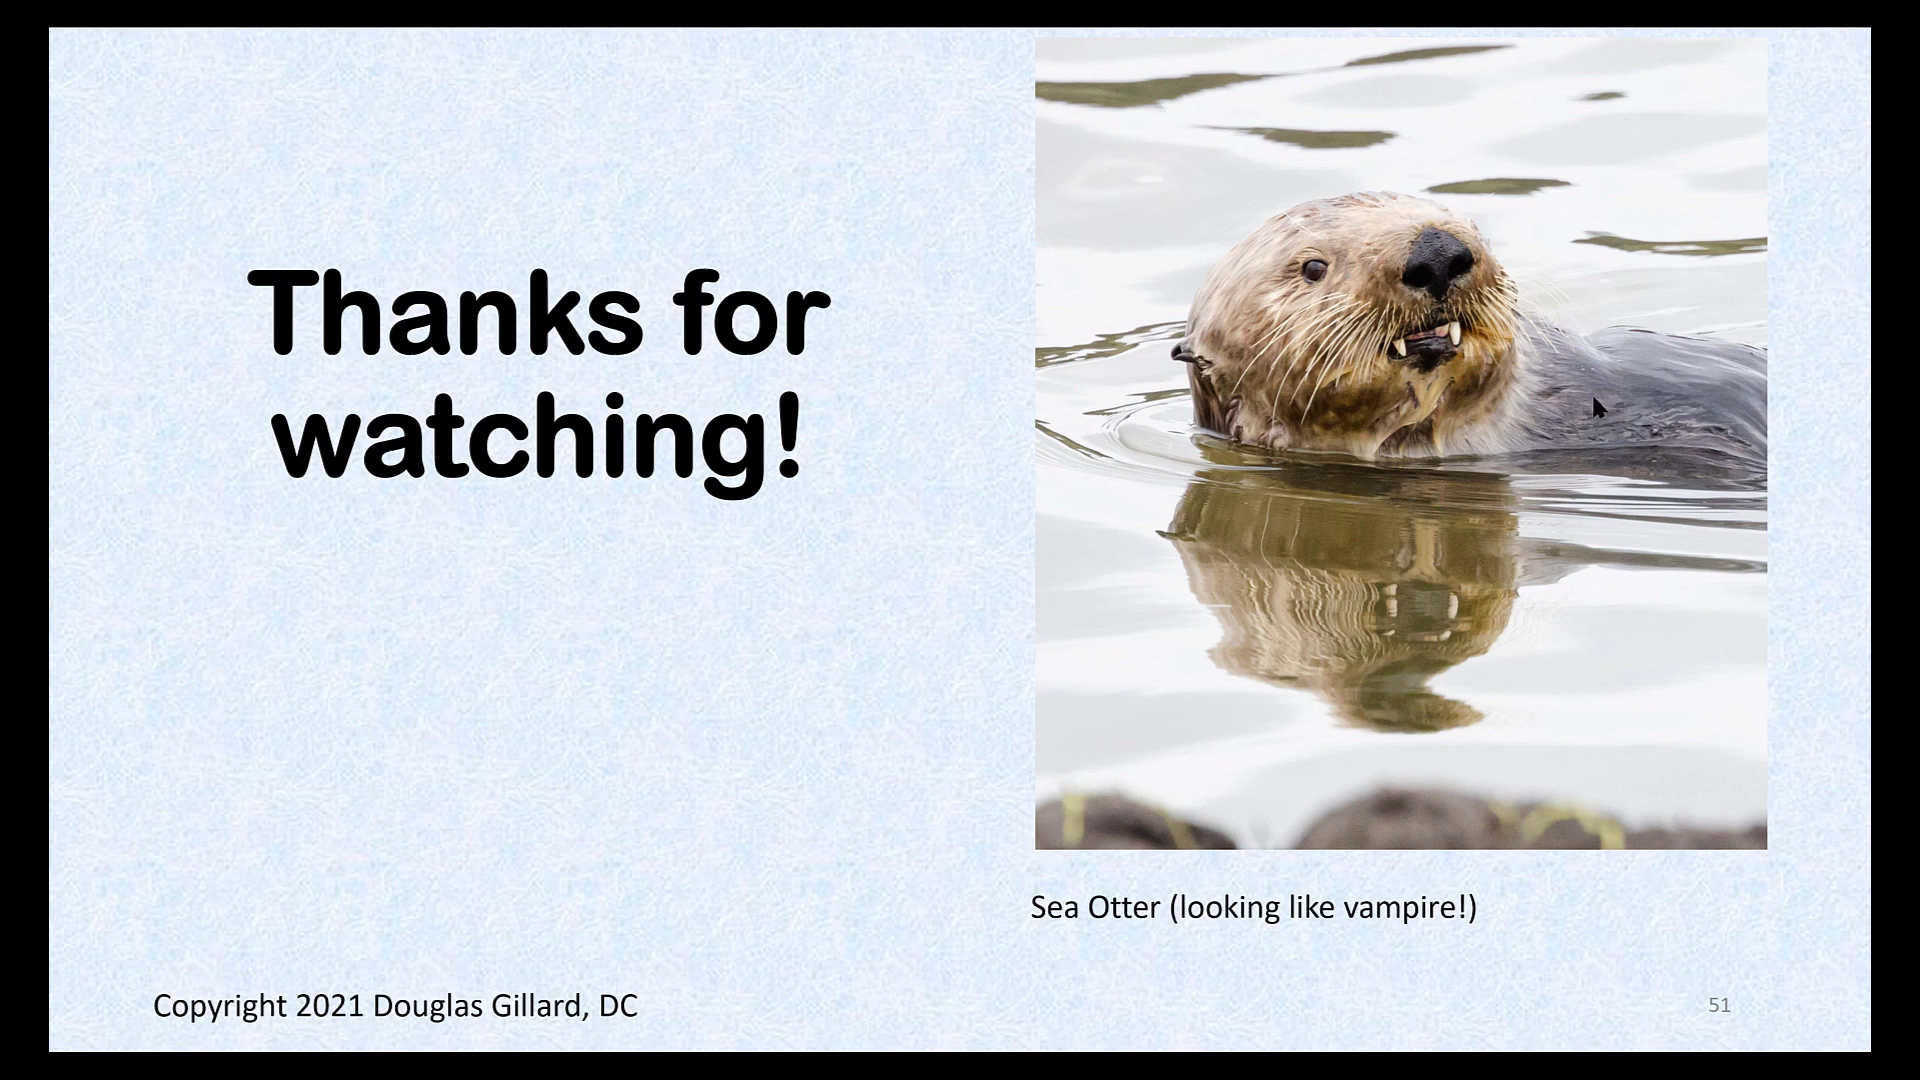 Thanks for
watching!
Sea Otter (looking like vampire!)
Copyright 2021 Douglas Gillard, DC
51